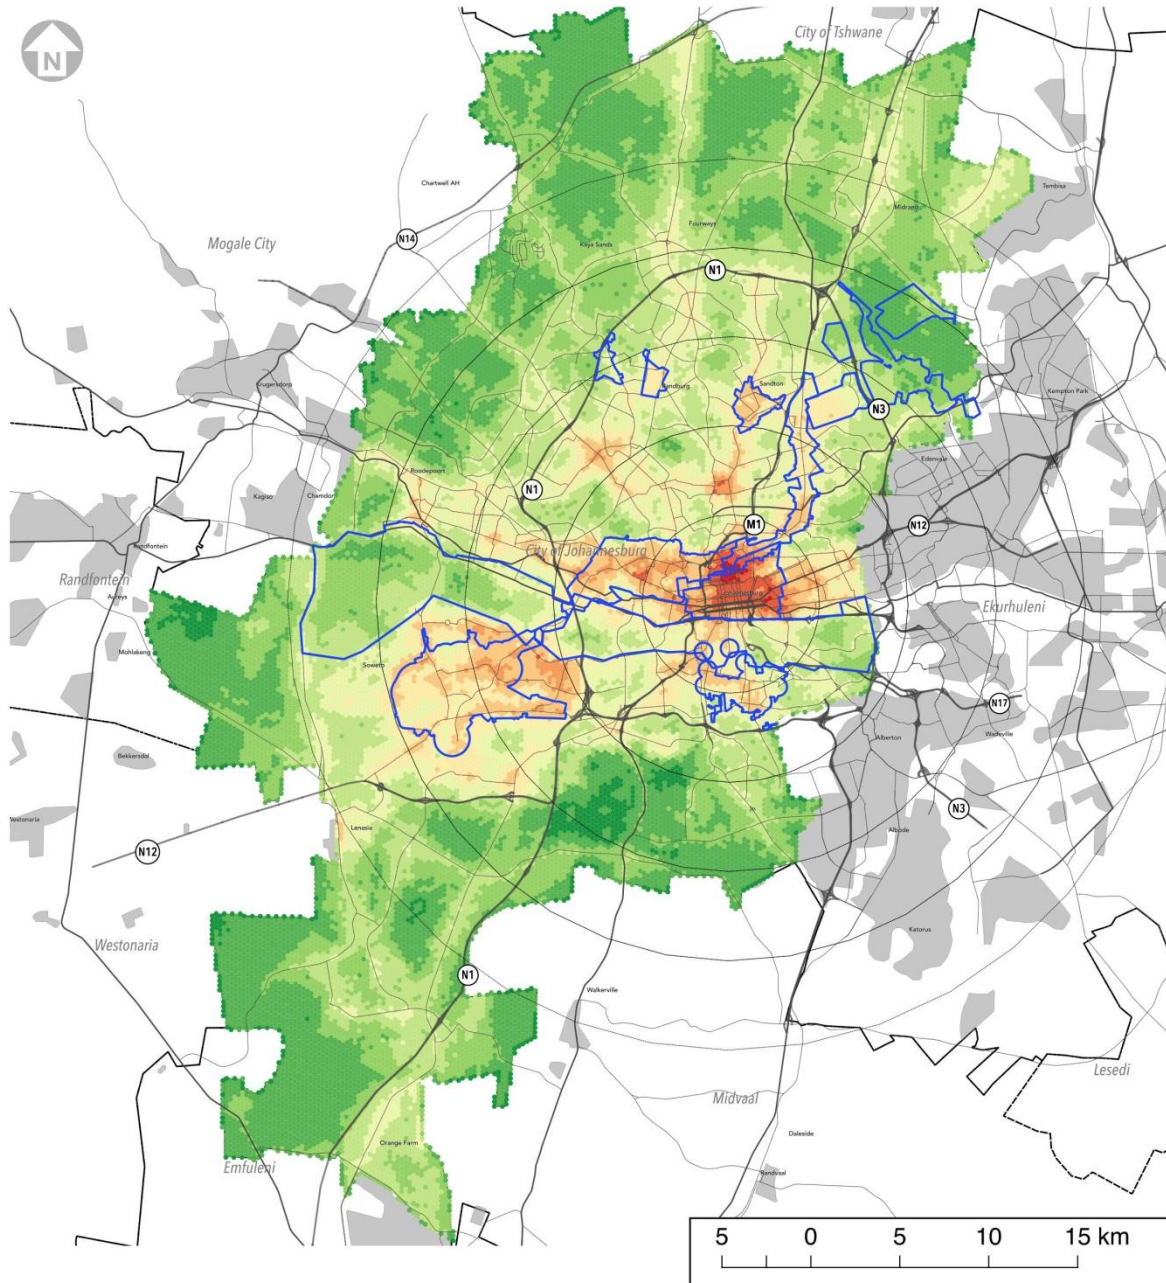 City of Tshwane
N
Chartwell AH
Tembisa
Midrand
Fourways
Mogale City
Kaya Sands
N14
N1
Krugersdorp
Randburg
Sandton
Kempton Park
N3
Edenvale
Roodepoort
Kagiso
Chamdor
N1
M1
N12
Randfontein
City of Johannesburg
Randfontein
Johannesburg
Ekurhuleni
Mohlakeng
Soweto
N17
Wadeville
Alberton
Bekkersdal
N3
Westonaria
Lenasia
Albode
N12
Katorus
Westonaria
N1
Walkerville
Lesedi
Midvaal
Daleside
Orange Farm
Emfuleni
Randvaal
5 0 5 10 15 km